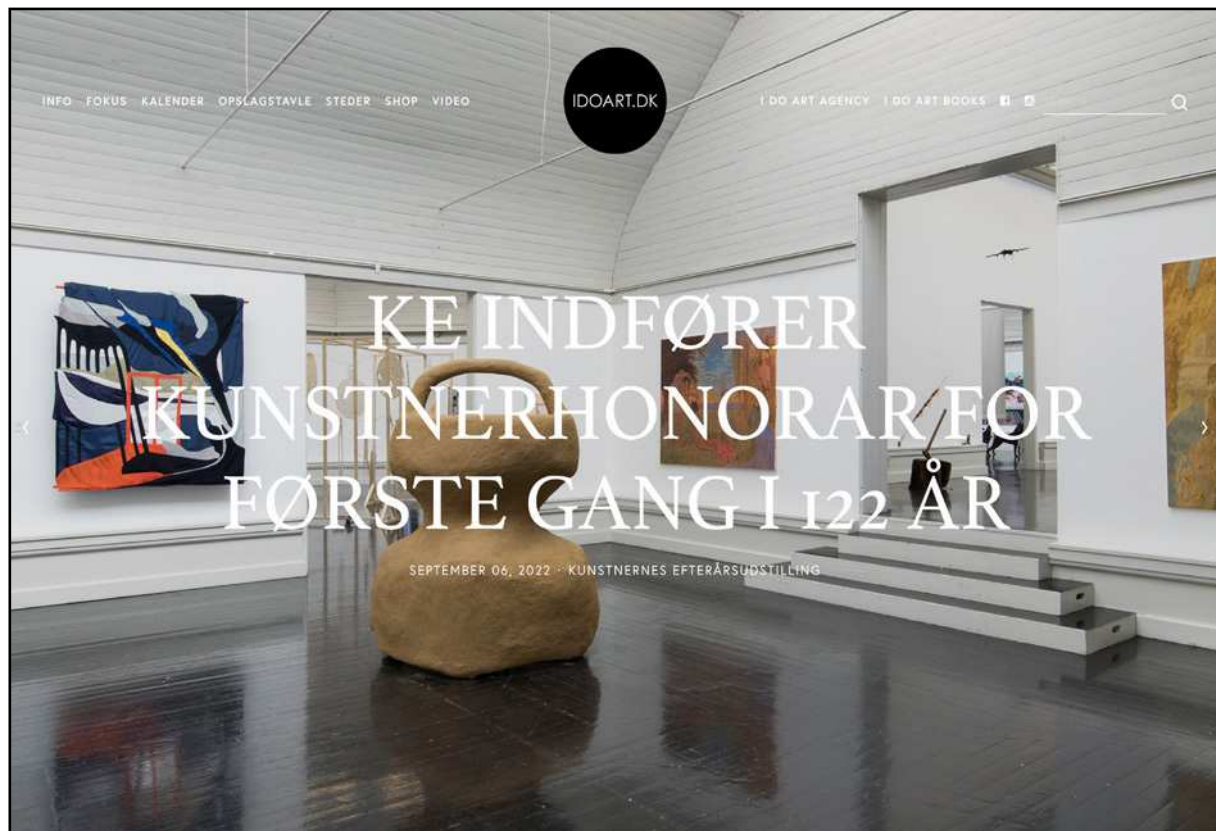 INFO FOKUS KALENDER OPSLAGSTAVLE STEDER SHOP VIDEO
IDOART.DK
I DO ART AGENCY I DO ART BOOKS
KE INDFØRER
KUNSTNERHONORAR FOR
FØRSTE GANG I 122 ÅR
SEPTEMBER 06, 2022 · KUNSTNERNES EFTERÅRSUDSTILLING